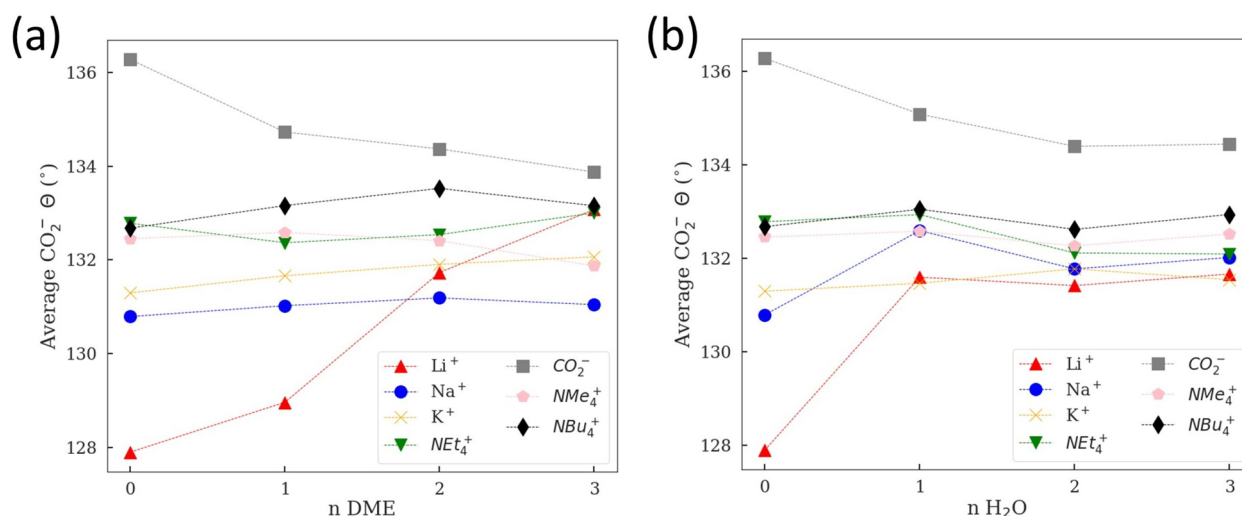 (a)
136
134
132
130
128
Average CO₂⁻ Θ (°)
0 1 2 3
n DME
Li⁺
Na⁺
K⁺
NEt₄⁺
CO₂⁻
NMe₄⁺
NBu₄⁺
(b)
136
134
132
130
128
Average CO₂⁻ Θ (°)
0 1 2 3
n H₂O
Li⁺
Na⁺
K⁺
NEt₄⁺
CO₂⁻
NMe₄⁺
NBu₄⁺